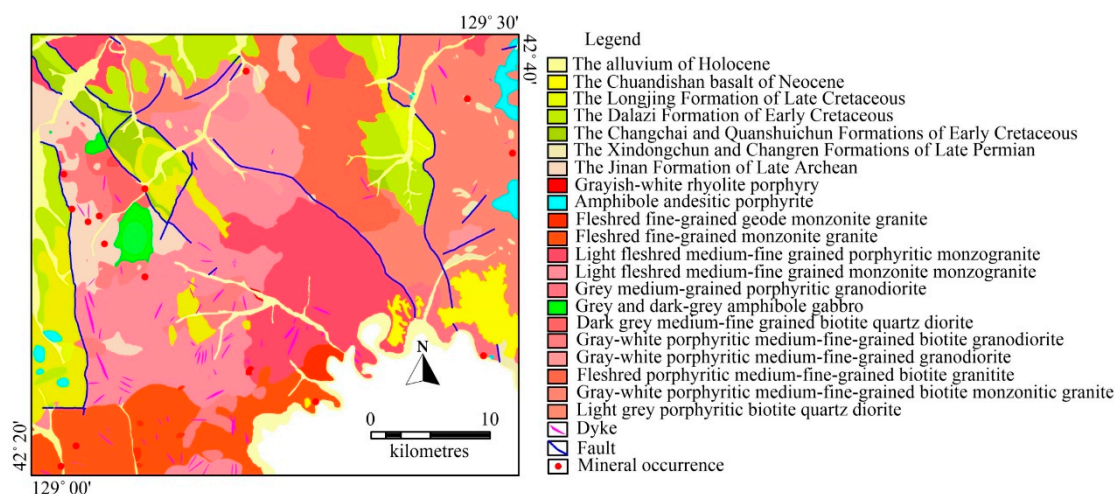 129° 30′
42° 40′
Legend
The alluvium of Holocene
The Chuandishan basalt of Neocene
The Longjing Formation of Late Cretaceous
The Dalazi Formation of Early Cretaceous
The Changchai and Quanshuichun Formations of Early Cretaceous
The Xindongchun and Changren Formations of Late Permian
The Jinan Formation of Late Archean
Grayish-white rhyolite porphyry
Amphibole andesitic porphyrite
Fleshred fine-grained geode monzonite granite
Fleshred fine-grained monzonite granite
Light fleshred medium-fine grained porphyritic monzogranite
Light fleshred medium-fine grained monzonite monzogranite
Grey medium-grained porphyritic granodiorite
Grey and dark-grey amphibole gabbro
Dark grey medium-fine grained biotite quartz diorite
Gray-white porphyritic medium-fine-grained biotite granodiorite
Gray-white porphyritic medium-fine-grained granodiorite
Fleshred porphyritic medium-fine-grained biotite granitite
Gray-white porphyritic medium-fine-grained biotite monzonitic granite
Light grey porphyritic biotite quartz diorite
Dyke
Fault
Mineral occurrence
N
0 10
kilometres
42° 20′
129° 00′